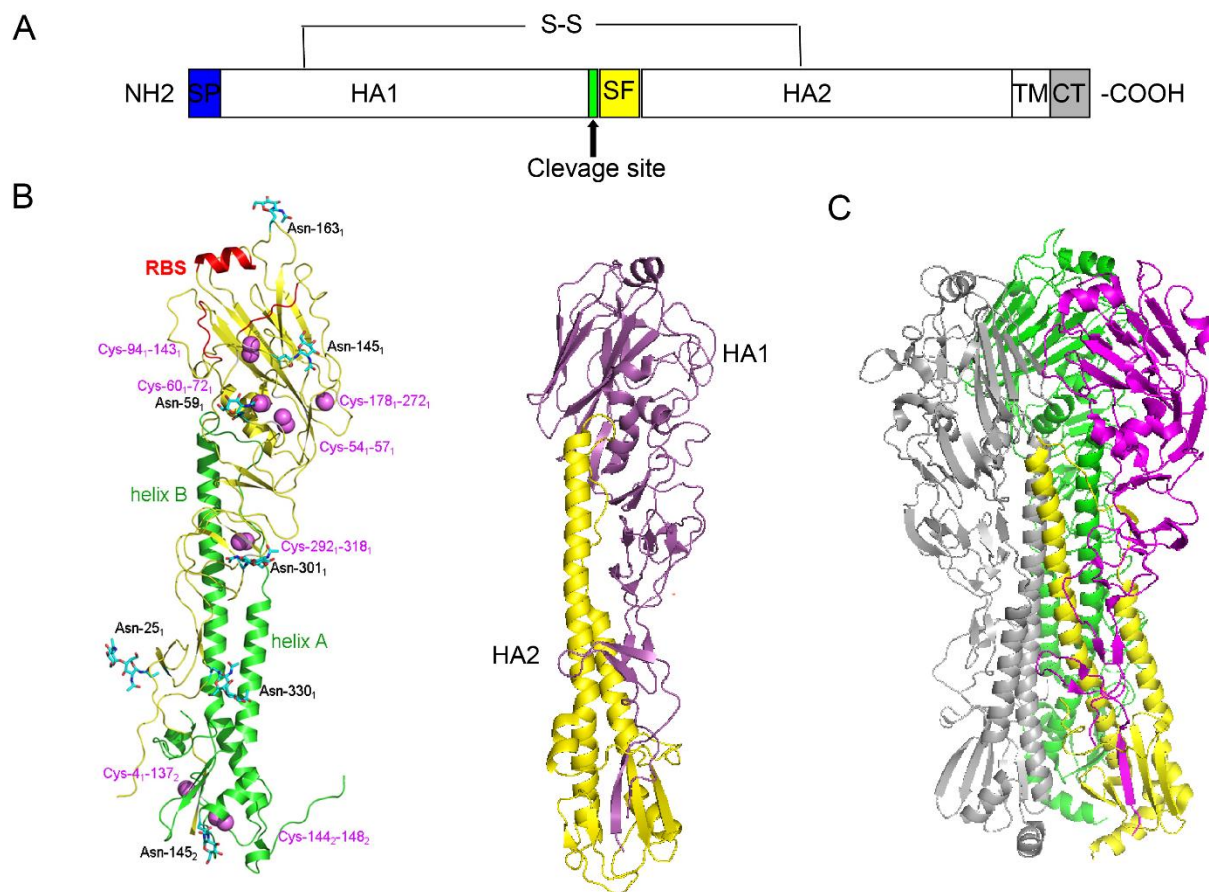 A
S-S
NH2 SP HA1 SF HA2 TM CT -COOH
Clevage site
B
C
Asn-163₁
RBS
Cys-94₁-143₁
Asn-145₁
Cys-60₁-72₁
Asn-59₁
Cys-178₁-272₁
Cys-54₁-57₁
helix B
Cys-292₁-318₁
Asn-301₁
Asn-25₁
helix A
Asn-330₁
Cys-4₁-137₂
Asn-145₂
Cys-144₂-148₂
HA1
HA2